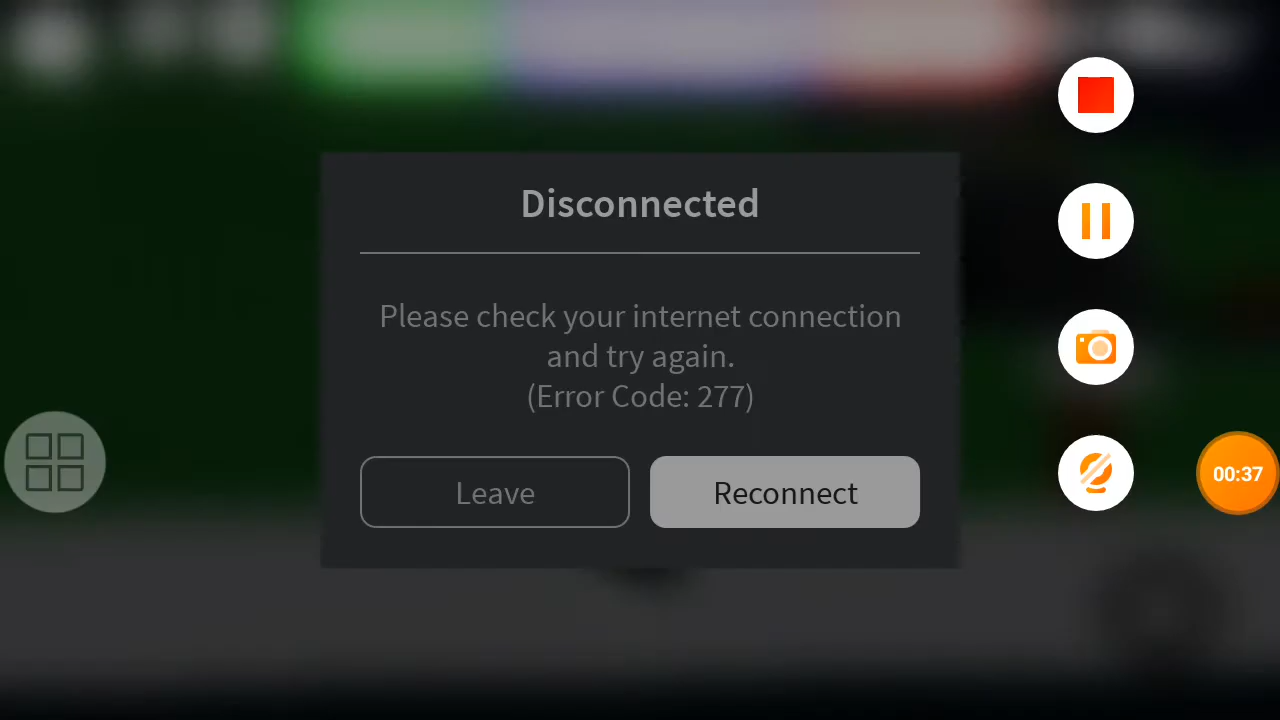 Disconnected
Please check your internet connection
and try again.
(Error Code: 277)
Leave
Reconnect
00:37